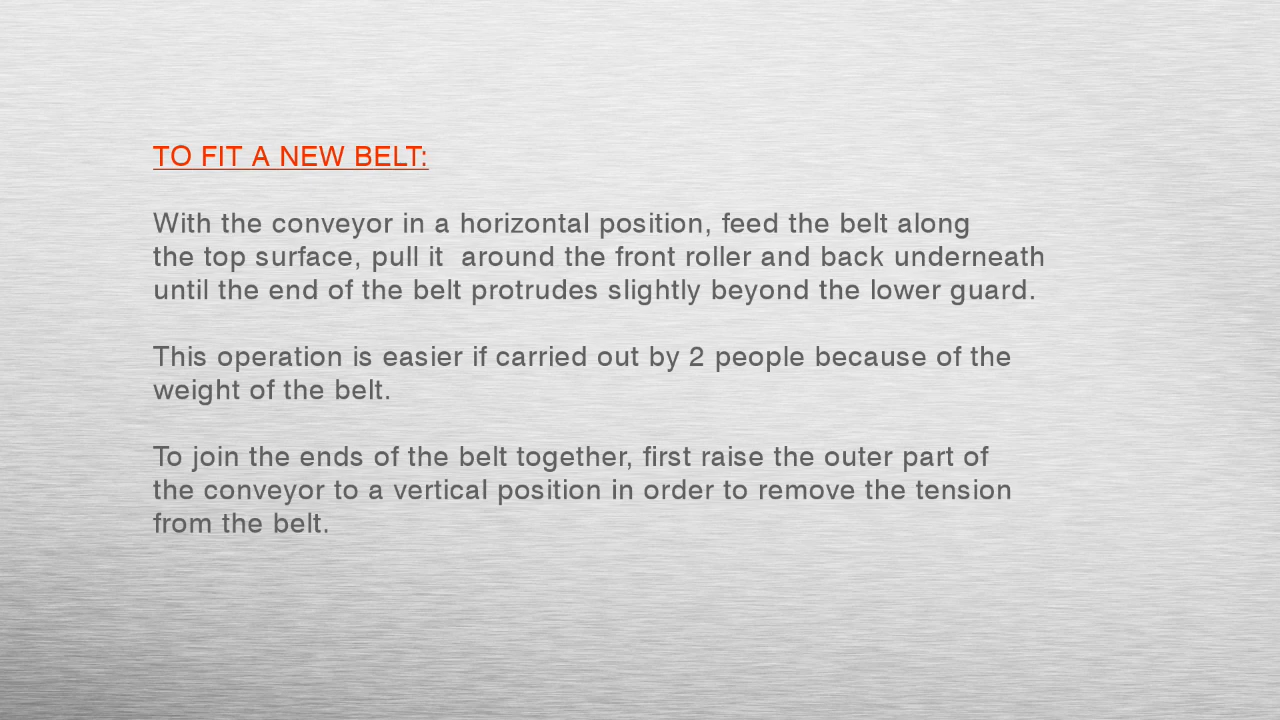 TO FIT A NEW BELT:
With the conveyor in a horizontal position, feed the belt along
the top surface, pull it  around the front roller and back underneath
until the end of the belt protrudes slightly beyond the lower guard.
This operation is easier if carried out by 2 people because of the
weight of the belt.
To join the ends of the belt together, first raise the outer part of
the conveyor to a vertical position in order to remove the tension
from the belt.